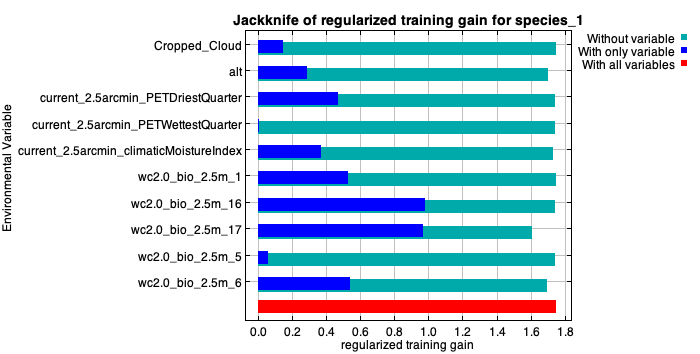 Jackknife of regularized training gain for species_1
Without variable
With only variable
With all variables
Environmental Variable
Cropped_Cloud
alt
current_2.5arcmin_PETDriestQuarter
current_2.5arcmin_PETWettestQuarter
current_2.5arcmin_climaticMoistureIndex
wc2.0_bio_2.5m_1
wc2.0_bio_2.5m_16
wc2.0_bio_2.5m_17
wc2.0_bio_2.5m_5
wc2.0_bio_2.5m_6
0.0 0.2 0.4 0.6 0.8 1.0 1.2 1.4 1.6 1.8
regularized training gain